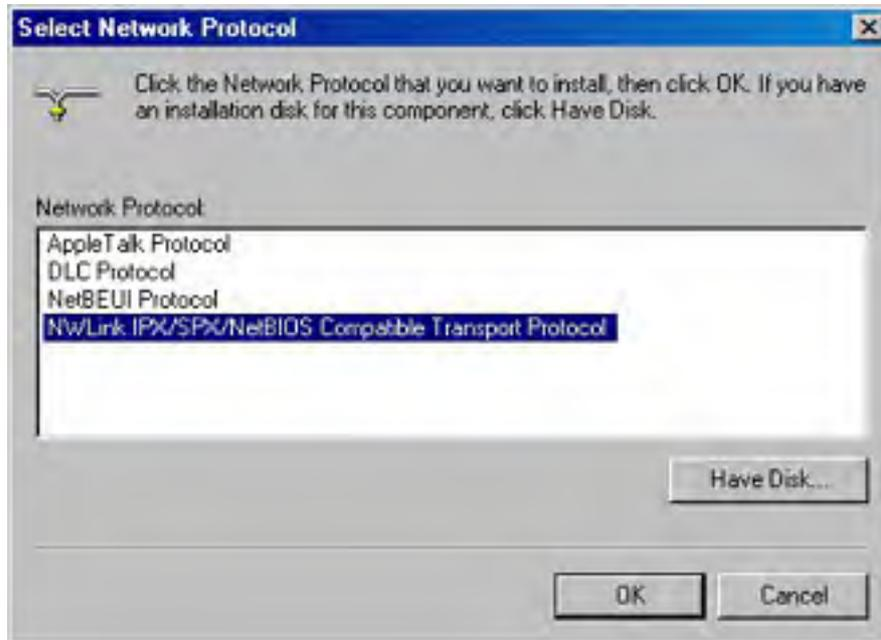 Select Network Protocol
Click the Network Protocol that you want to install, then click OK. If you have
an installation disk for this component, click Have Disk.
Network Protocol:
AppleTalk Protocol
DLC Protocol
NetBEUI Protocol
NWLink IPX/SPX/NetBIOS Compatible Transport Protocol
Have Disk...
OK
Cancel